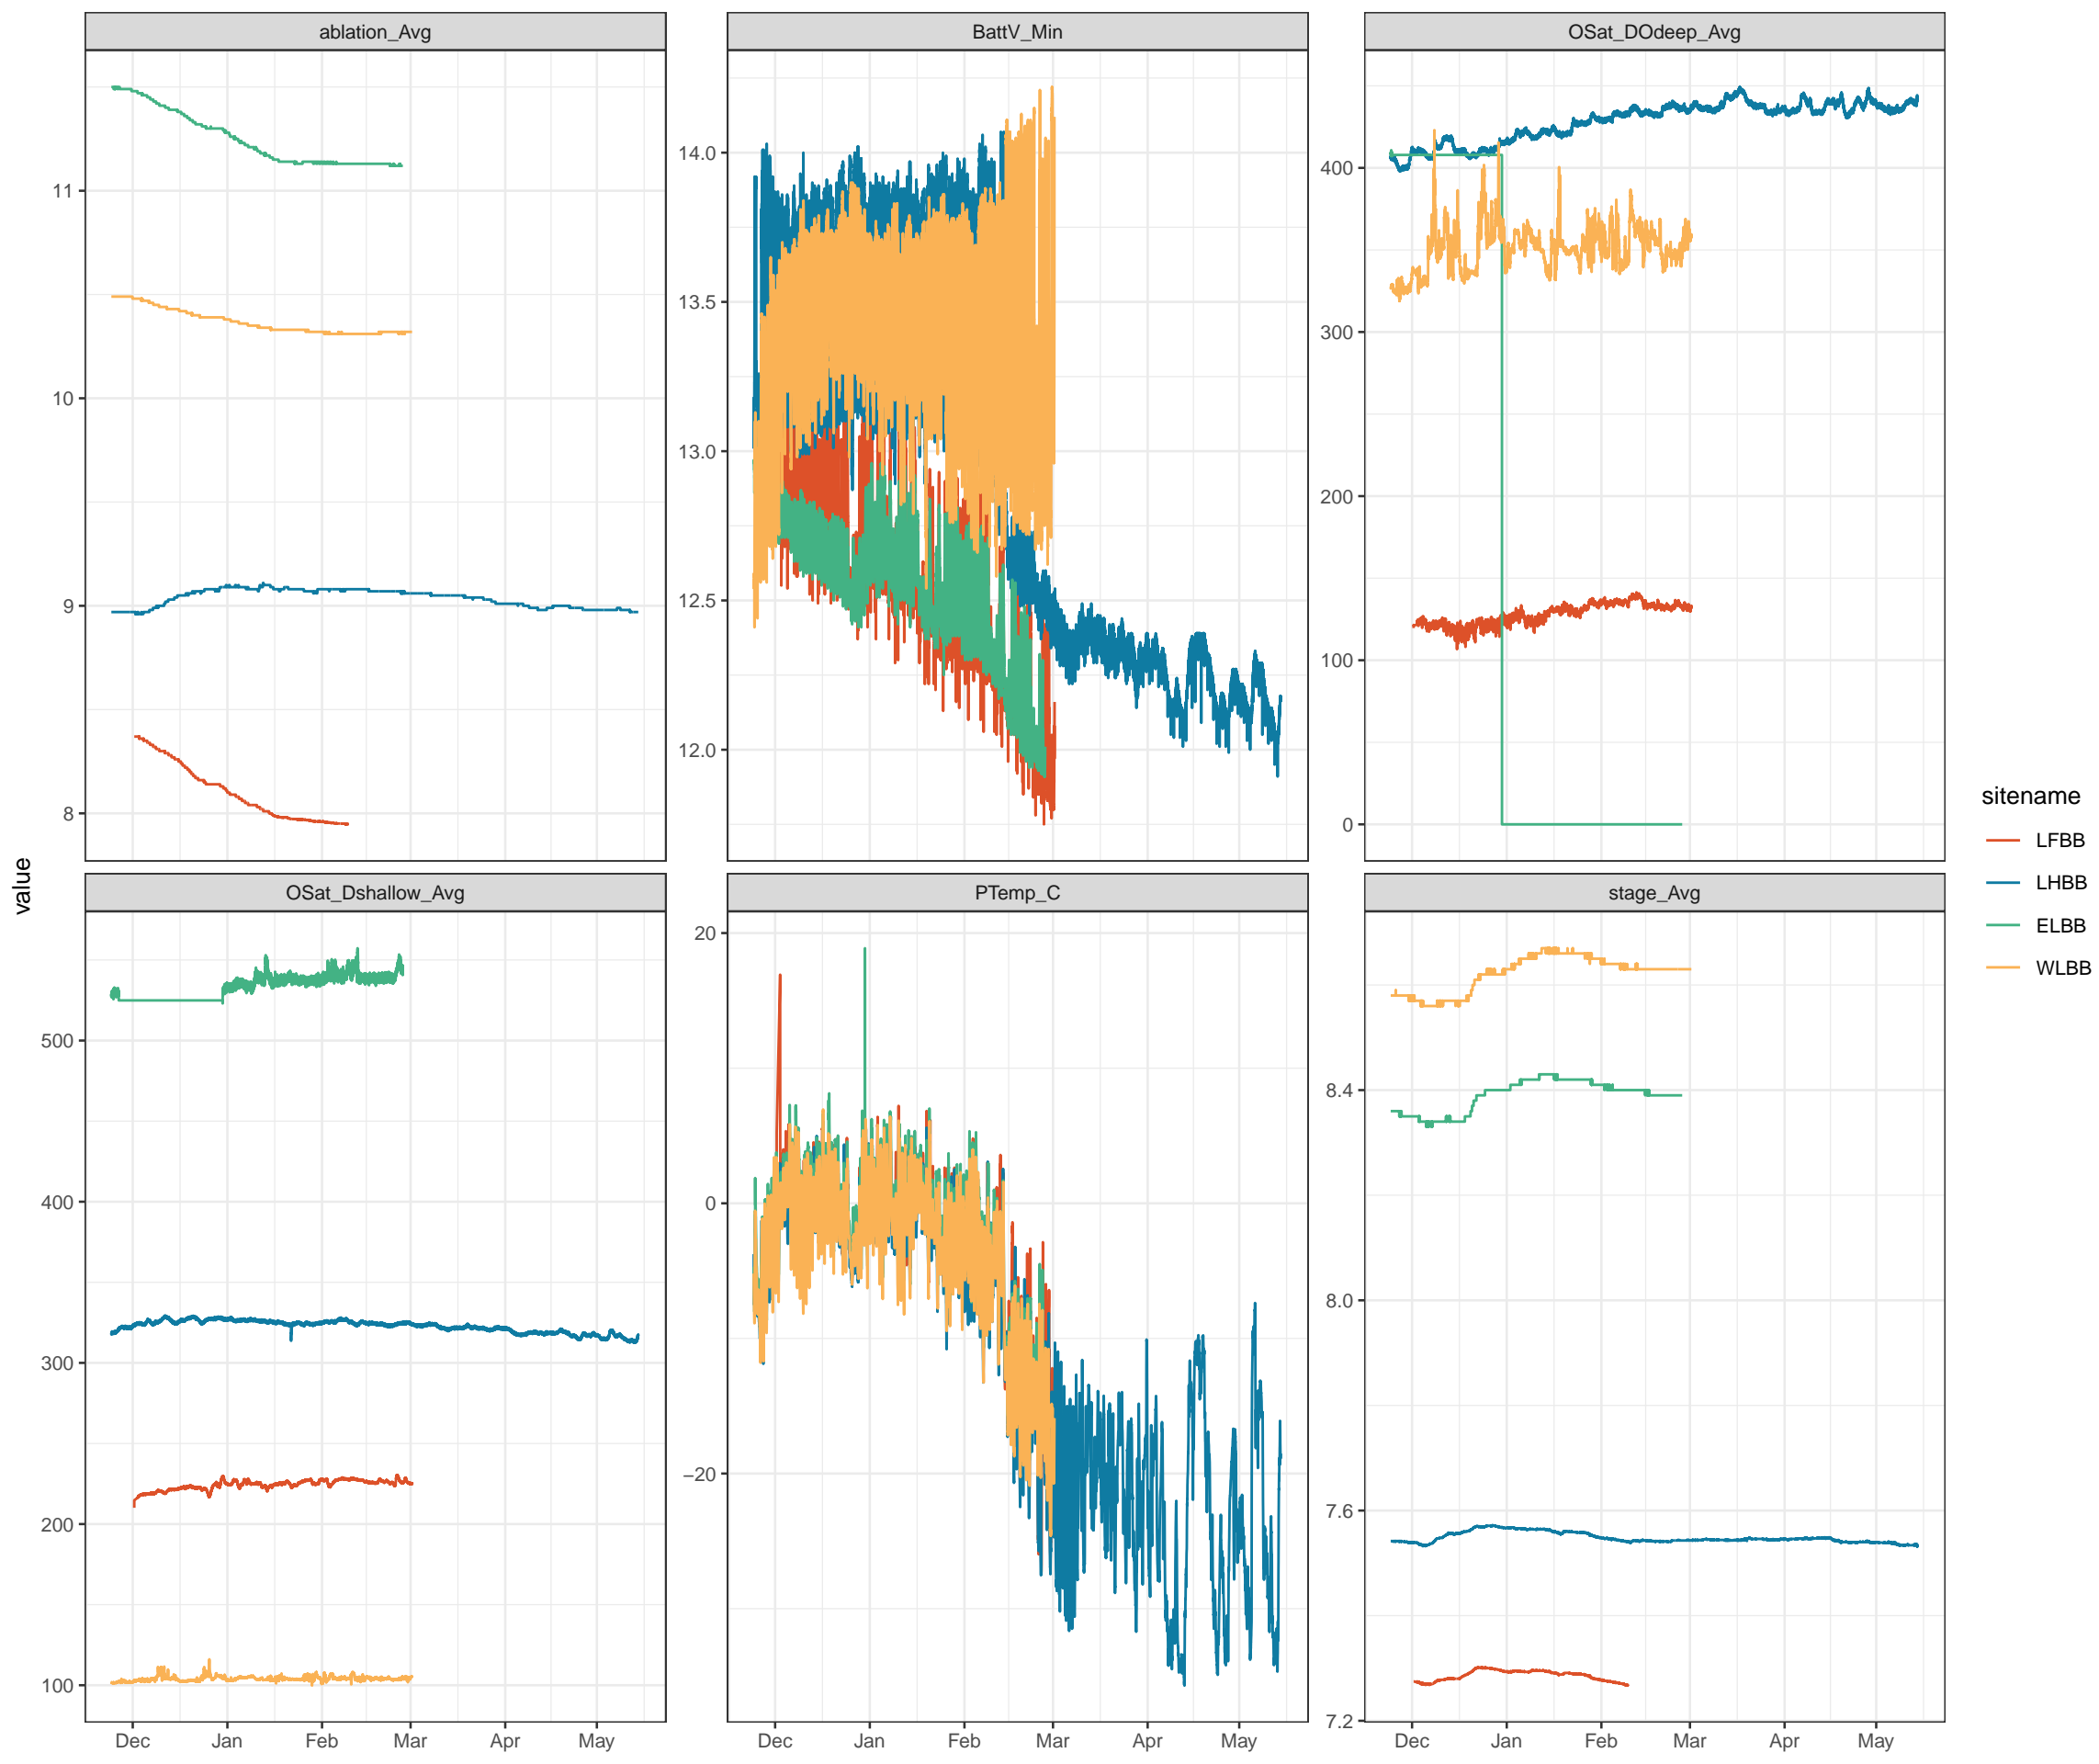 ablation_Avg
BattV_Min
OSat_DOdeep_Avg
11
10
9
8
14.0
13.5
13.0
12.5
12.0
400
300
200
100
0
value
OSat_Dshallow_Avg
PTemp_C
stage_Avg
500
400
300
200
100
20
0
−20
8.4
8.0
7.6
7.2
Dec Jan Feb Mar Apr May
Dec Jan Feb Mar Apr May
Dec Jan Feb Mar Apr May
sitename
LFBB
LHBB
ELBB
WLBB